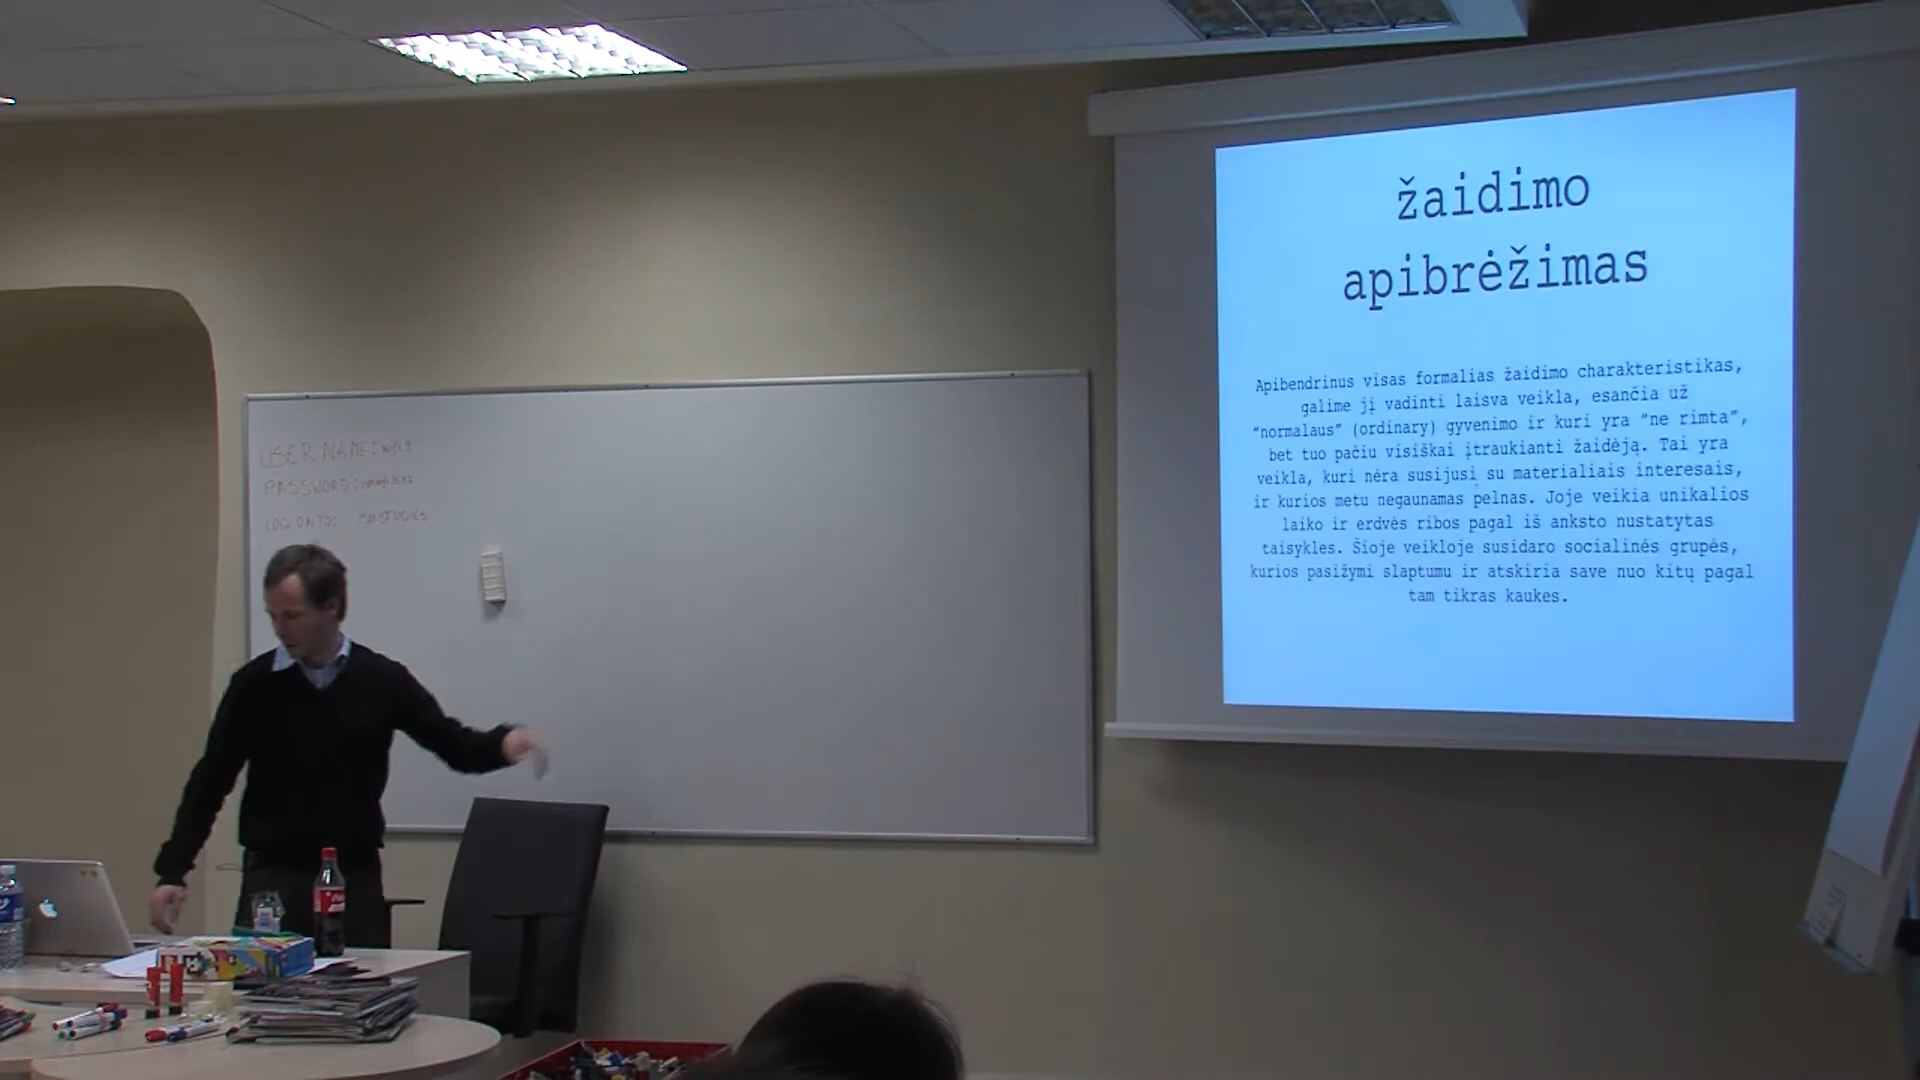 žaidimo
apibrėžimas
Apibendrinus visas formalias žaidimo charakteristikas,
galime jį vadinti laisva veikla, esančia už
“normalaus” (ordinary) gyvenimo ir kuri yra “ne rimta”,
bet tuo pačiu visiškai įtraukianti žaidėją. Tai yra
veikla, kuri nėra susijusi su materialiais interesais,
ir kurios metu negaunamas pelnas. Joje veikia unikalios
laiko ir erdvės ribos pagal iš anksto nustatytas
taisykles. Šioje veikloje susidaro socialinės grupės,
kurios pasižymi slaptumu ir atskiria save nuo kitų pagal
tam tikras kaukes.
USER NAME:
PASSWORD:
LOG ON TO: